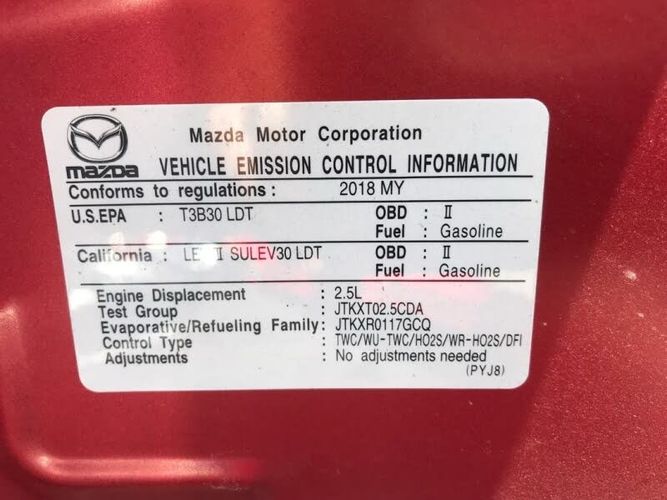 mazda
Mazda Motor Corporation
VEHICLE EMISSION CONTROL INFORMATION
Conforms to regulations : 2018 MY
U.S.EPA : T3B30 LDT OBD : II
Fuel : Gasoline
California : SULEV30 LDT OBD : II
Fuel : Gasoline
Engine Displacement : 2.5L
Test Group : JTKXT02.5CDA
Evaporative/Refueling Family: JTKXR0117GCQ
Control Type : TWC/WU-TWC/HO2S/WR-HO2S/DFI
Adjustments : No adjustments needed
(PYJ8)